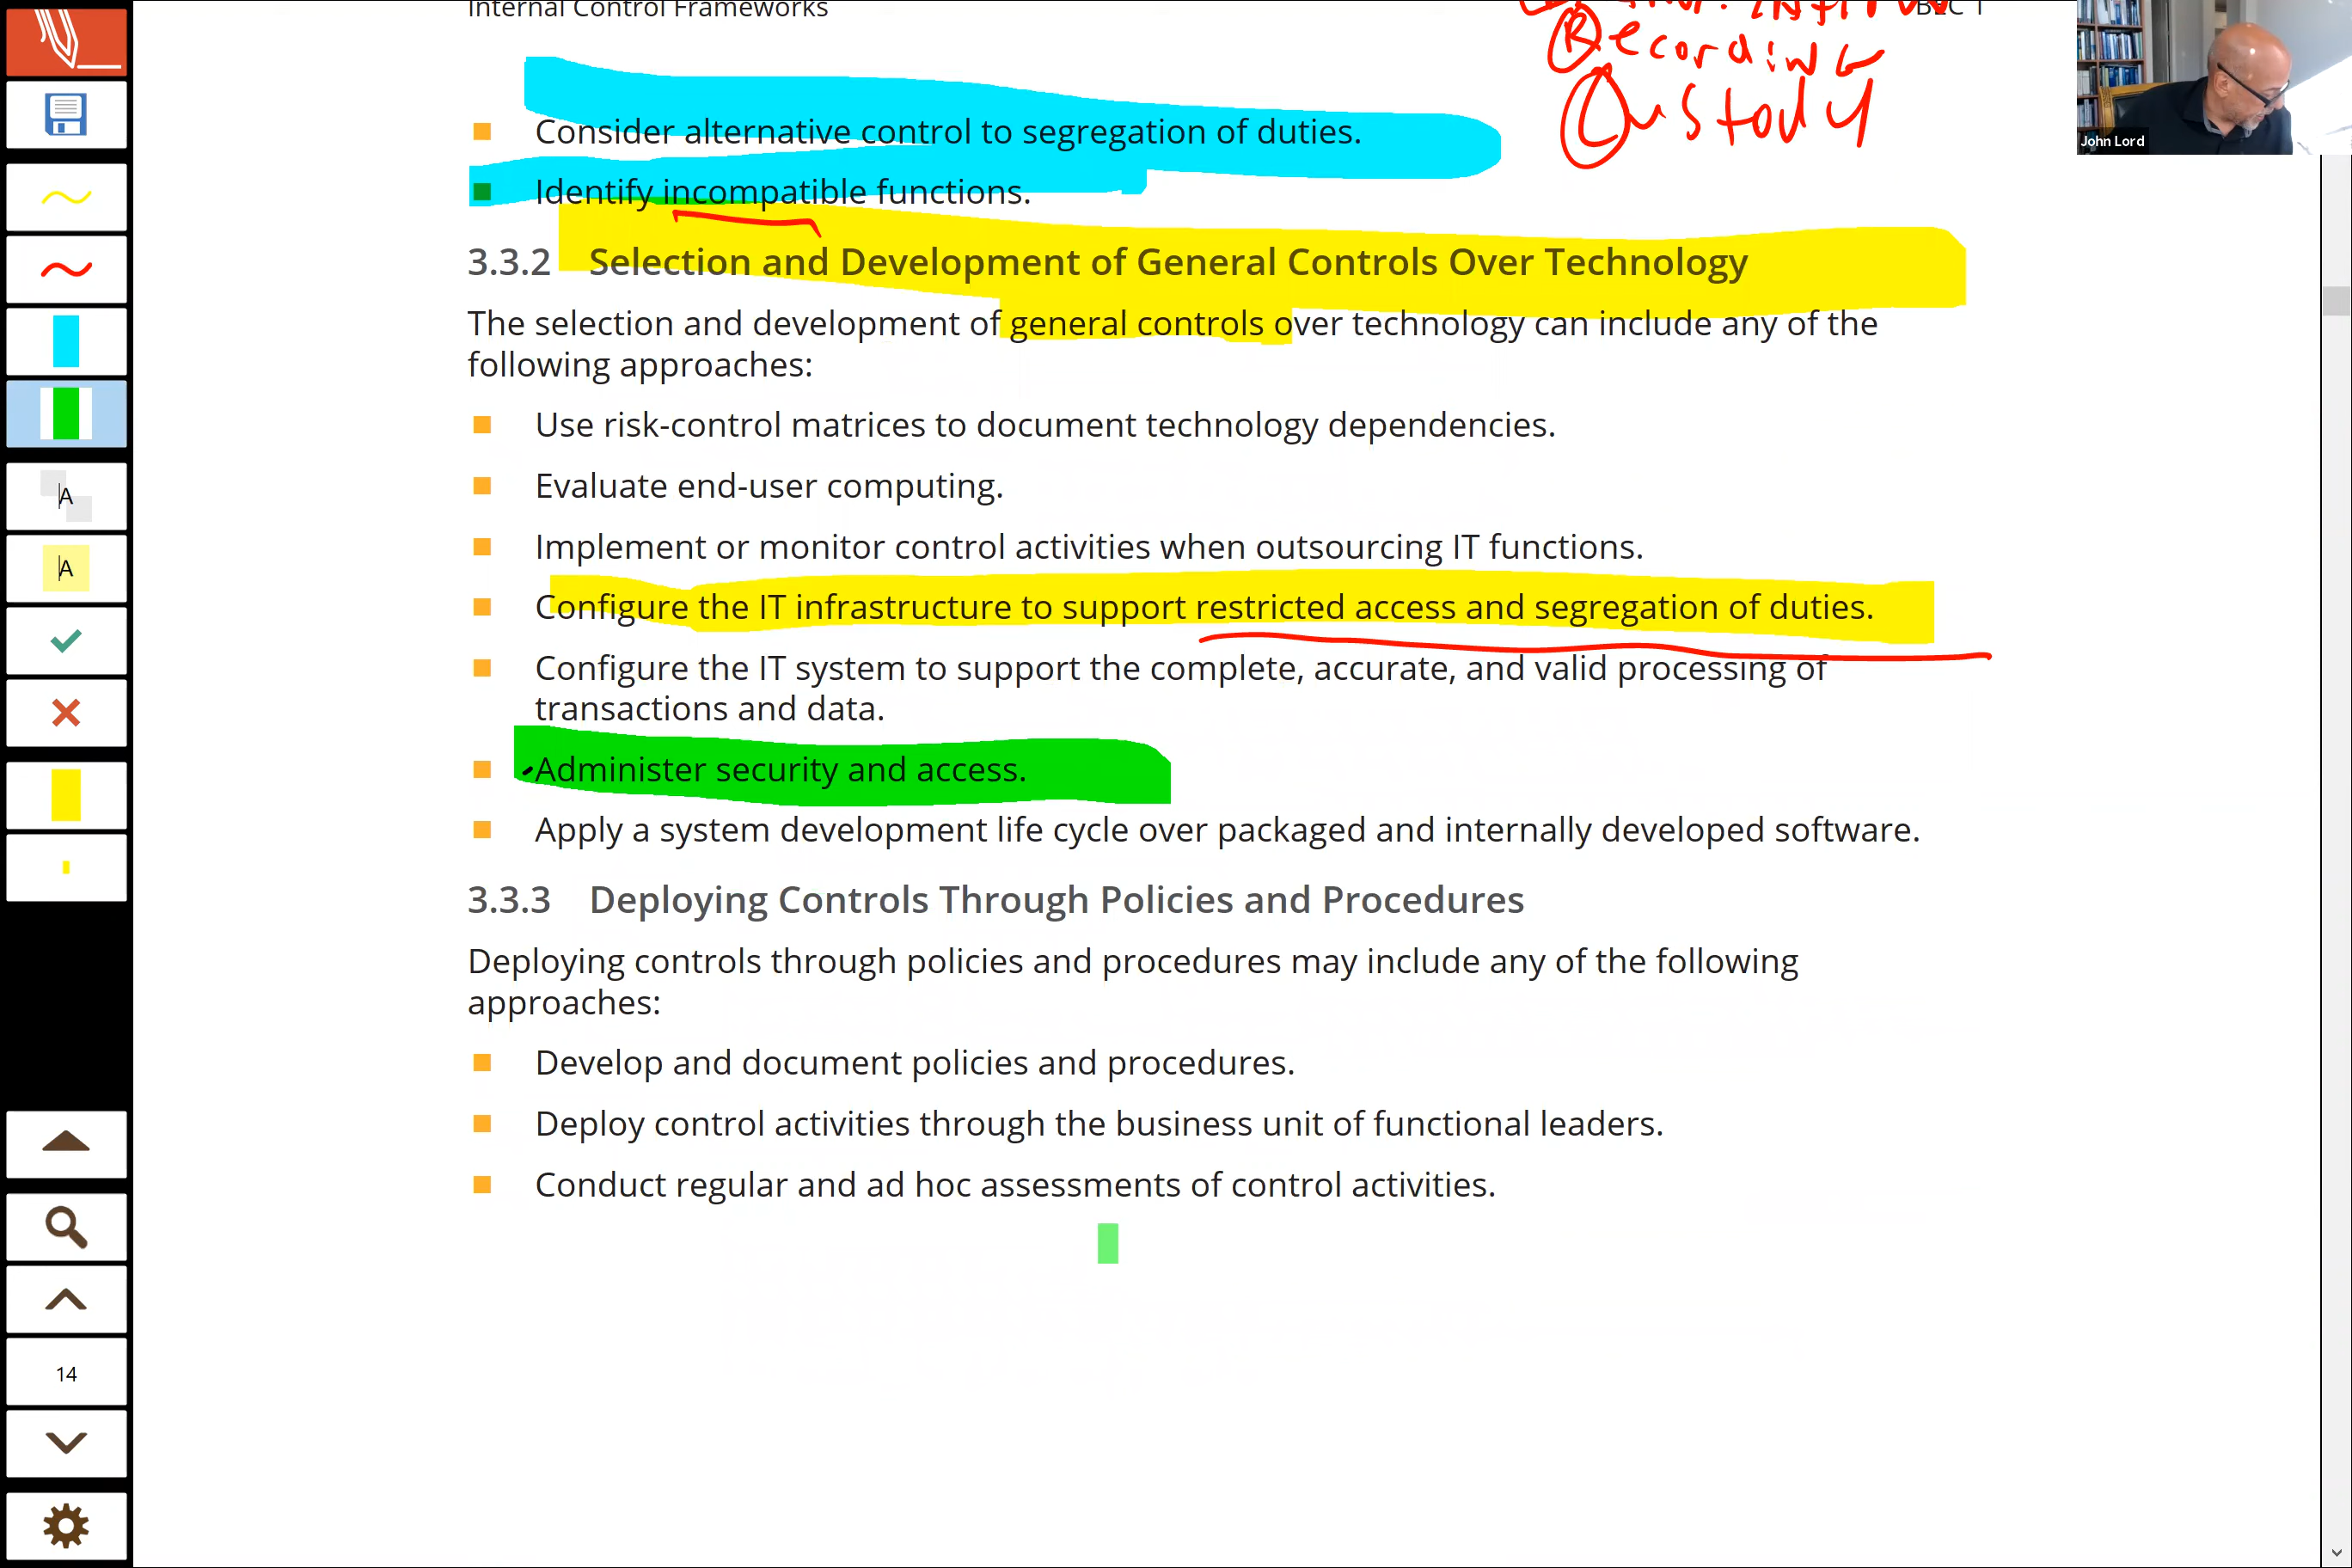 Internal Control Frameworks
BEC 1
Recording
Custody
John Lord
Consider alternative control to segregation of duties.
Identify incompatible functions.
3.3.2 Selection and Development of General Controls Over Technology
The selection and development of general controls over technology can include any of the
following approaches:
Use risk-control matrices to document technology dependencies.
Evaluate end-user computing.
Implement or monitor control activities when outsourcing IT functions.
Configure the IT infrastructure to support restricted access and segregation of duties.
Configure the IT system to support the complete, accurate, and valid processing of
transactions and data.
Administer security and access.
Apply a system development life cycle over packaged and internally developed software.
3.3.3 Deploying Controls Through Policies and Procedures
Deploying controls through policies and procedures may include any of the following
approaches:
Develop and document policies and procedures.
Deploy control activities through the business unit of functional leaders.
Conduct regular and ad hoc assessments of control activities.
A
A
14